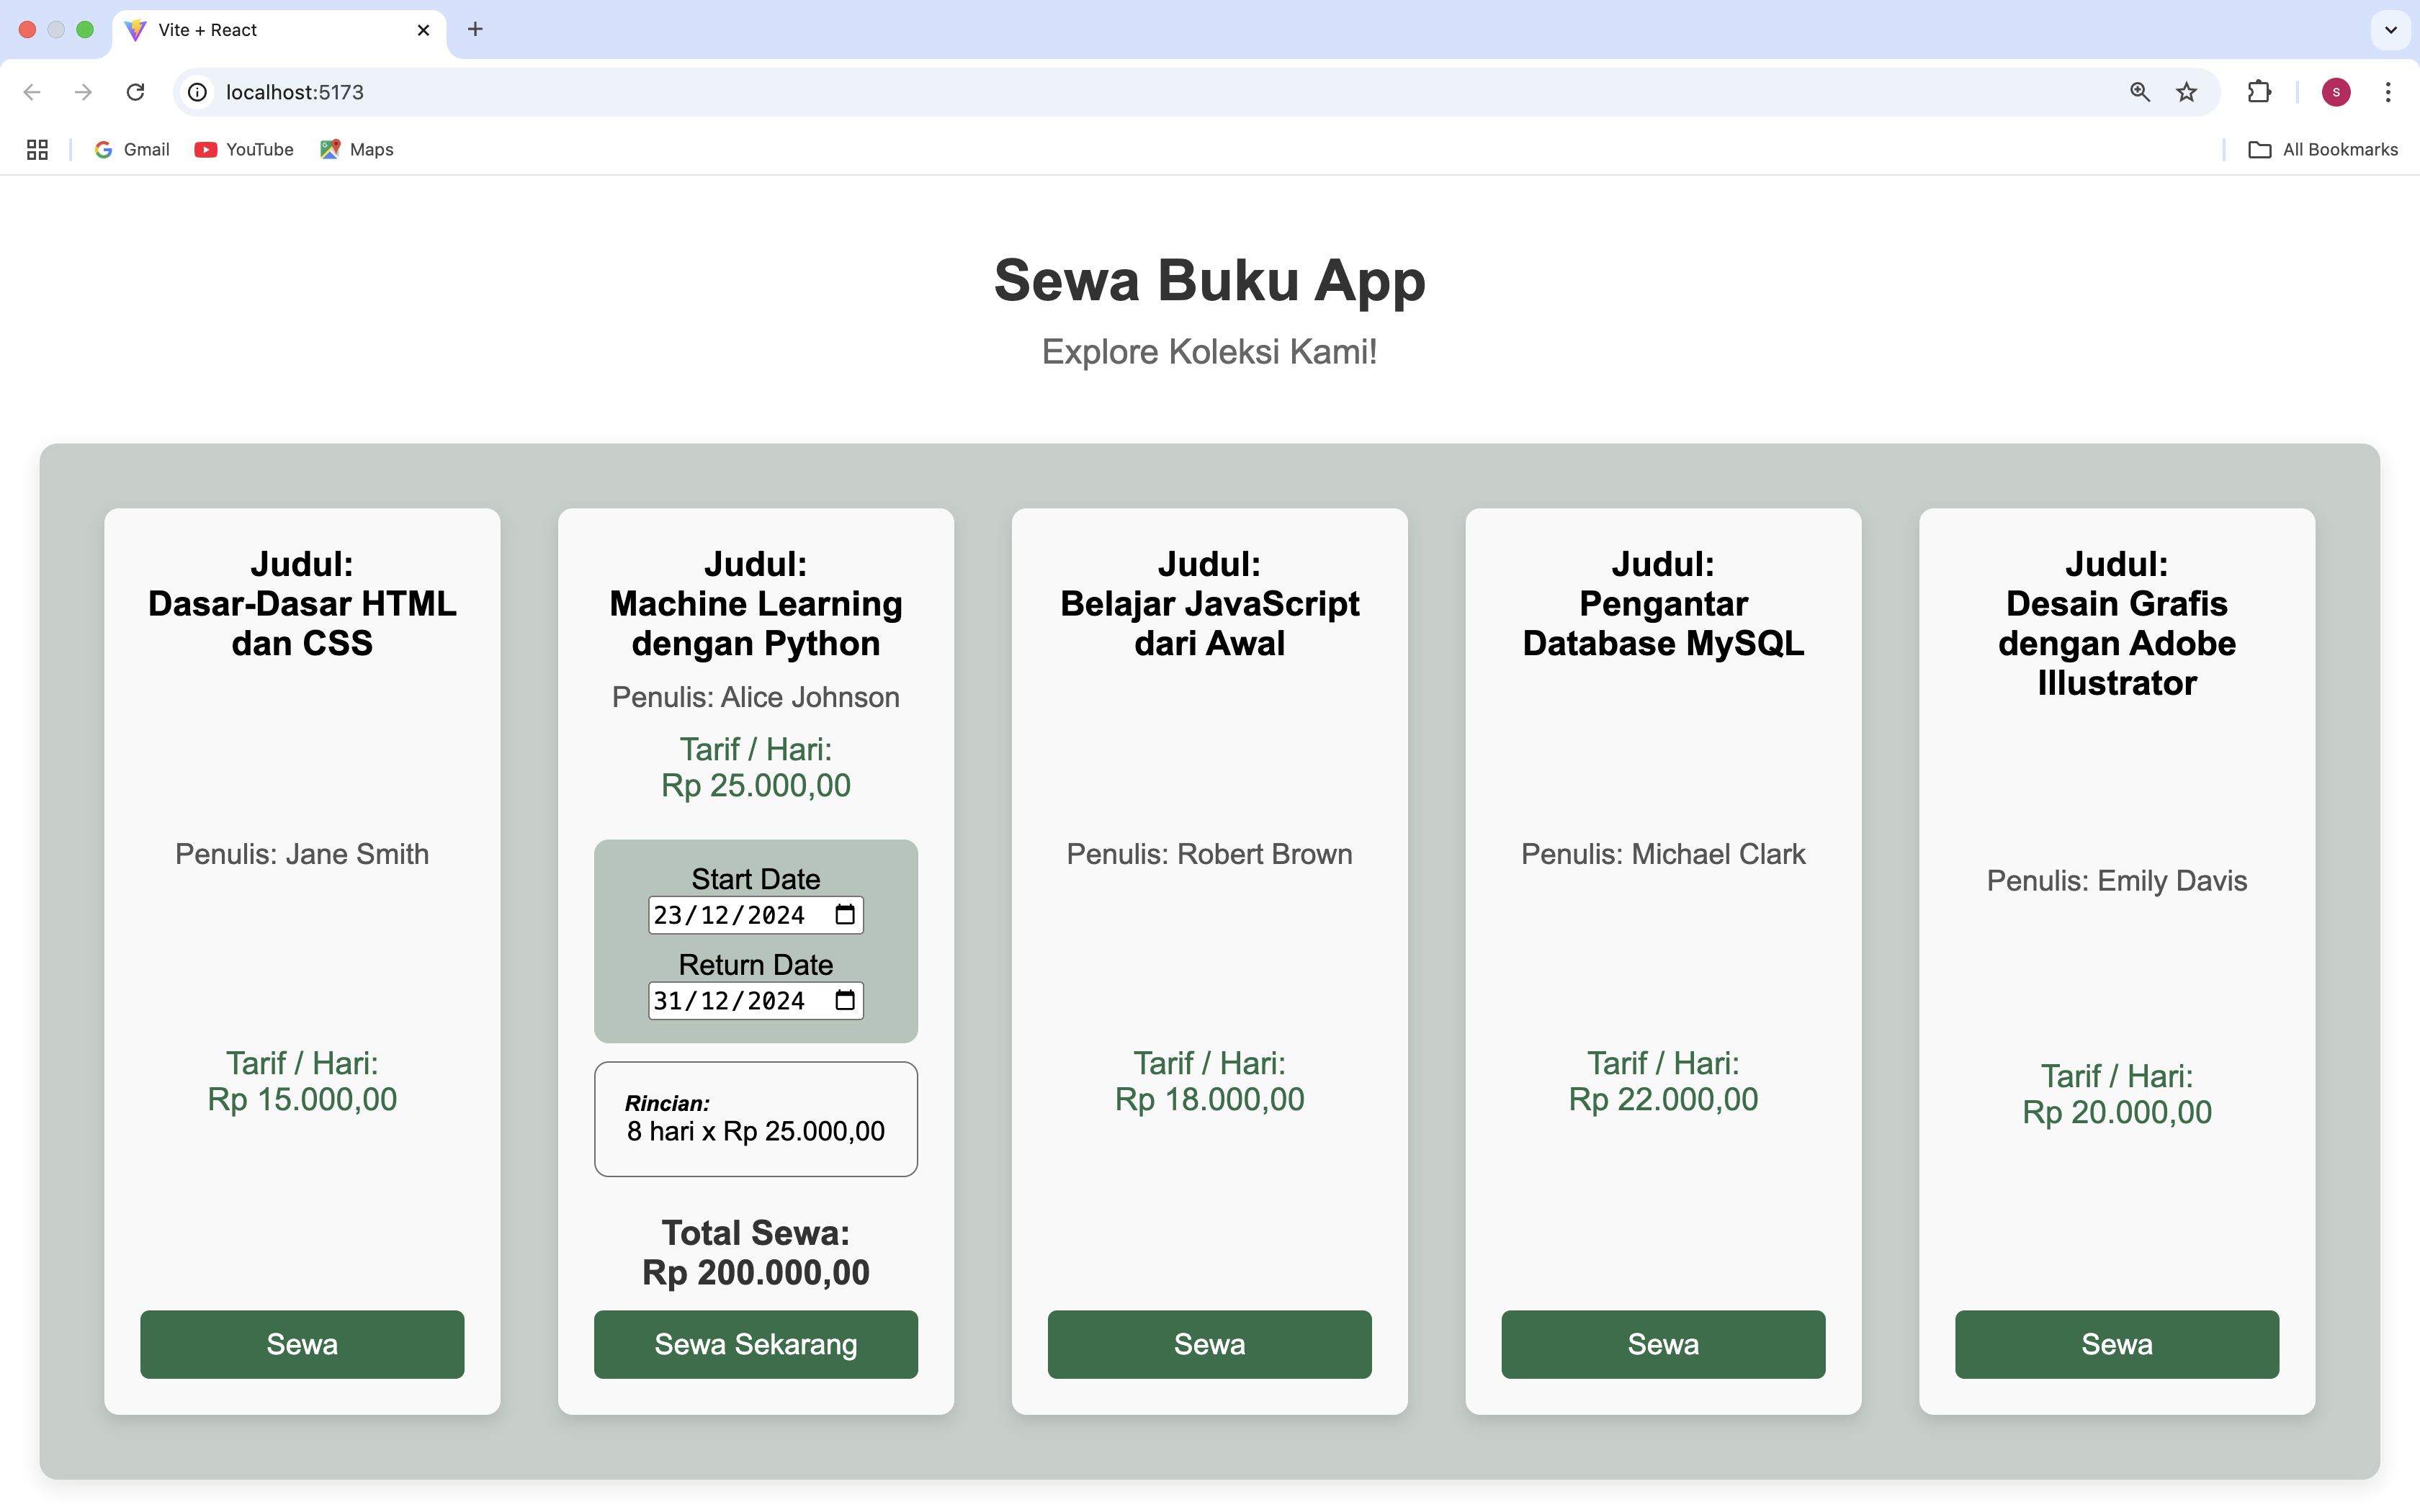 Vite + React
localhost:5173
S
Gmail
YouTube
Maps
All Bookmarks
Sewa Buku App
Explore Koleksi Kami!
Judul:
Dasar-Dasar HTML
dan CSS
Penulis: Jane Smith
Tarif / Hari:
Rp 15.000,00
Sewa
Judul:
Machine Learning
dengan Python
Penulis: Alice Johnson
Tarif / Hari:
Rp 25.000,00
Start Date
23/12/2024
Return Date
31/12/2024
Rincian:
8 hari x Rp 25.000,00
Total Sewa:
Rp 200.000,00
Sewa Sekarang
Judul:
Belajar JavaScript
dari Awal
Penulis: Robert Brown
Tarif / Hari:
Rp 18.000,00
Sewa
Judul:
Pengantar
Database MySQL
Penulis: Michael Clark
Tarif / Hari:
Rp 22.000,00
Sewa
Judul:
Desain Grafis
dengan Adobe
Illustrator
Penulis: Emily Davis
Tarif / Hari:
Rp 20.000,00
Sewa